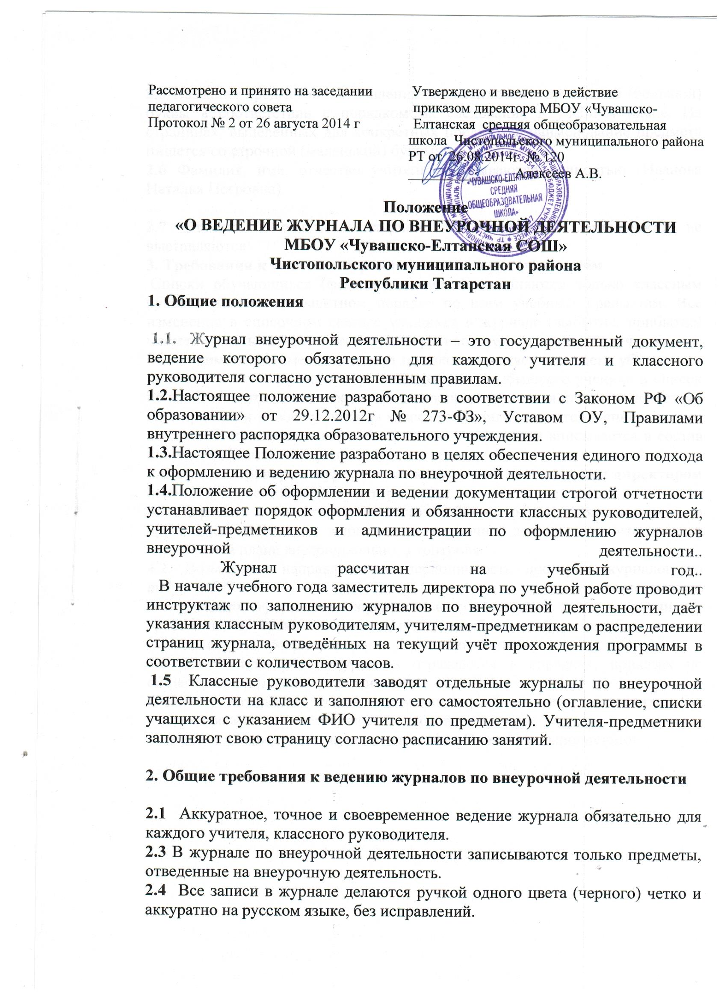 Рассмотрено и принято на заседании
педагогического совета
Протокол № 2 от 26 августа 2014 г
Утверждено и введено в действие
приказом директора МБОУ «Чувашско-
Елтанская средняя общеобразовательная
школа Чистопольского муниципального района
РТ от 26.08.2014г. № 120
Алексеев А.В.
«ЧУВАШСКО-ЕЛТАНСКАЯ
СРЕДНЯЯ
ОБЩЕОБРАЗОВАТЕЛЬНАЯ
ШКОЛА»
Положение
«О ВЕДЕНИЕ ЖУРНАЛА ПО ВНЕУРОЧНОЙ ДЕЯТЕЛЬНОСТИ
МБОУ «Чувашско-Елтанская СОШ»
Чистопольского муниципального района
Республики Татарстан
1. Общие положения
1.1. Журнал внеурочной деятельности – это государственный документ,
ведение которого обязательно для каждого учителя и классного
руководителя согласно установленным правилам.
1.2.Настоящее положение разработано в соответствии с Законом РФ «Об
образовании» от 29.12.2012г № 273-ФЗ», Уставом ОУ, Правилами
внутреннего распорядка образовательного учреждения.
1.3.Настоящее Положение разработано в целях обеспечения единого подхода
к оформлению и ведению журнала по внеурочной деятельности.
1.4.Положение об оформлении и ведении документации строгой отчетности
устанавливает порядок оформления и обязанности классных руководителей,
учителей-предметников и администрации по оформлению журналов
внеурочной деятельности..
Журнал рассчитан на учебный год..
В начале учебного года заместитель директора по учебной работе проводит
инструктаж по заполнению журналов по внеурочной деятельности, даёт
указания классным руководителям, учителям-предметникам о распределении
страниц журнала, отведённых на текущий учёт прохождения программы в
соответствии с количеством часов.
1.5 Классные руководители заводят отдельные журналы по внеурочной
деятельности на класс и заполняют его самостоятельно (оглавление, списки
учащихся с указанием ФИО учителя по предметам). Учителя-предметники
заполняют свою страницу согласно расписанию занятий.
2. Общие требования к ведению журналов по внеурочной деятельности
2.1 Аккуратное, точное и своевременное ведение журнала обязательно для
каждого учителя, классного руководителя.
2.3 В журнале по внеурочной деятельности записываются только предметы,
отведенные на внеурочную деятельность.
2.4 Все записи в журнале делаются ручкой одного цвета (черного) четко и
аккуратно на русском языке, без исправлений.